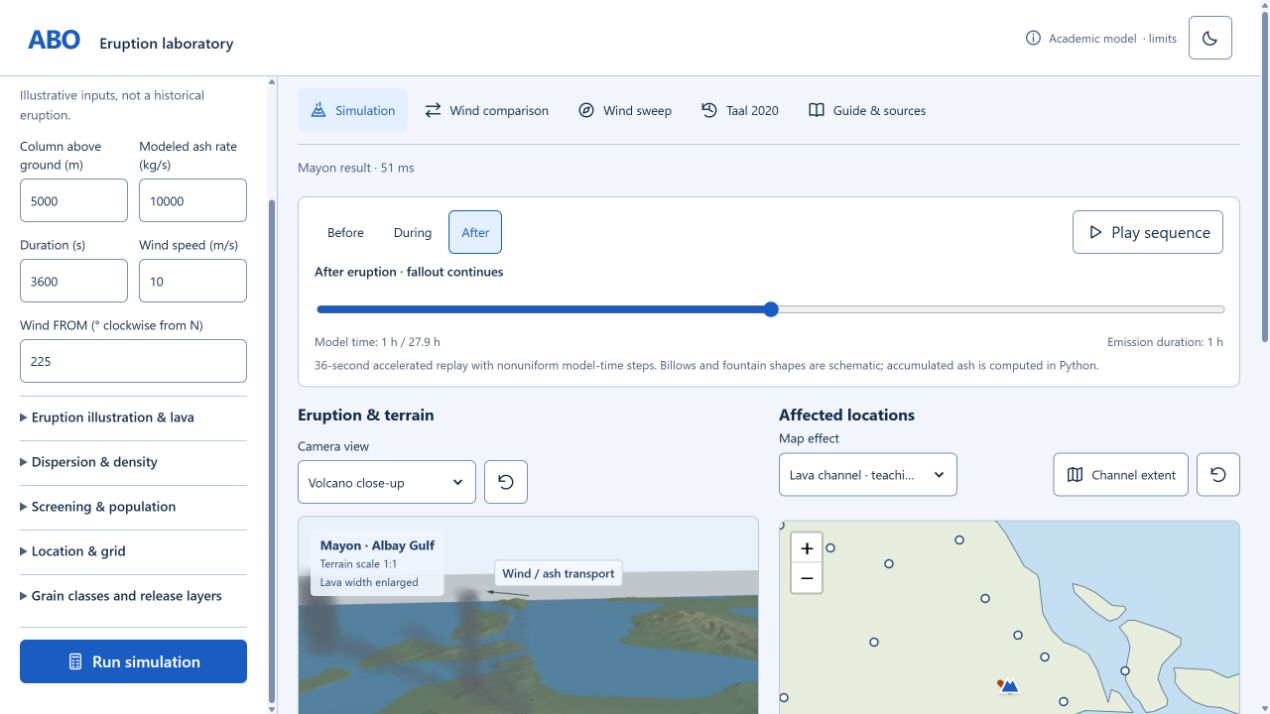 ABO Eruption laboratory
Academic model · limits
Illustrative inputs, not a historical
eruption.
Column above
ground (m)
Modeled ash rate
(kg/s)
5000
10000
Duration (s)
Wind speed (m/s)
3600
10
Wind FROM (° clockwise from N)
225
Eruption illustration & lava
Dispersion & density
Screening & population
Location & grid
Grain classes and release layers
Run simulation
Simulation
Wind comparison
Wind sweep
Taal 2020
Guide & sources
Mayon result · 51 ms
Before
During
After
Play sequence
After eruption · fallout continues
Model time: 1 h / 27.9 h
Emission duration: 1 h
36-second accelerated replay with nonuniform model-time steps. Billows and fountain shapes are schematic; accumulated ash is computed in Python.
Eruption & terrain
Camera view
Volcano close-up
Mayon · Albay Gulf
Terrain scale 1:1
Lava width enlarged
Wind / ash transport
Affected locations
Map effect
Lava channel · teachi...
Channel extent
+
−